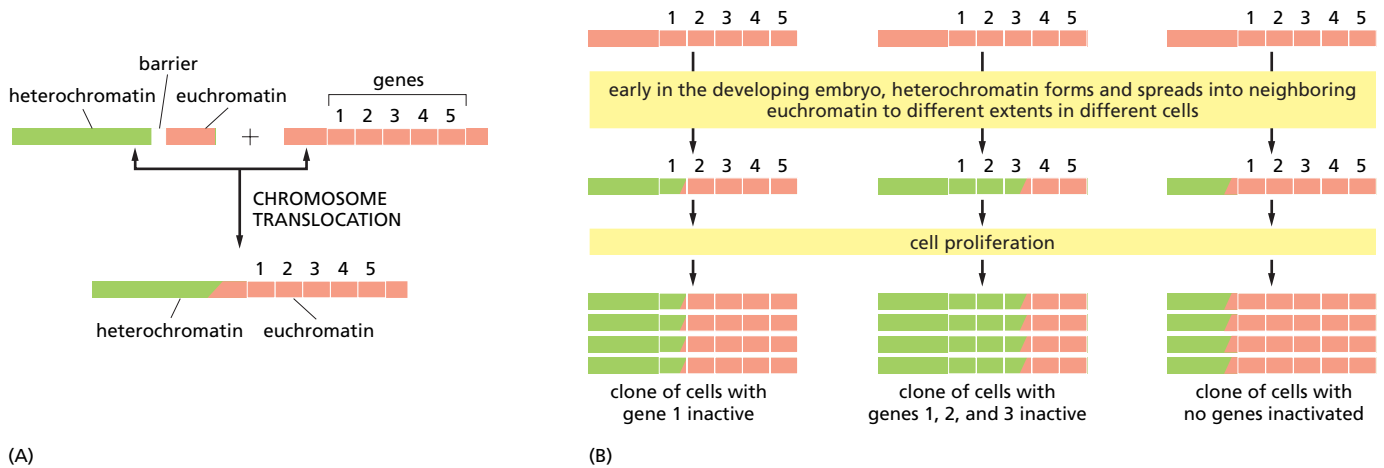 barrier
heterochromatin
euchromatin
genes
1 2 3 4 5
+
CHROMOSOME
TRANSLOCATION
1 2 3 4 5
heterochromatin euchromatin
(A)
1 2 3 4 5
1 2 3 4 5
1 2 3 4 5
early in the developing embryo, heterochromatin forms and spreads into neighboring
euchromatin to different extents in different cells
1 2 3 4 5
1 2 3 4 5
1 2 3 4 5
cell proliferation
clone of cells with
gene 1 inactive
clone of cells with
genes 1, 2, and 3 inactive
clone of cells with
no genes inactivated
(B)